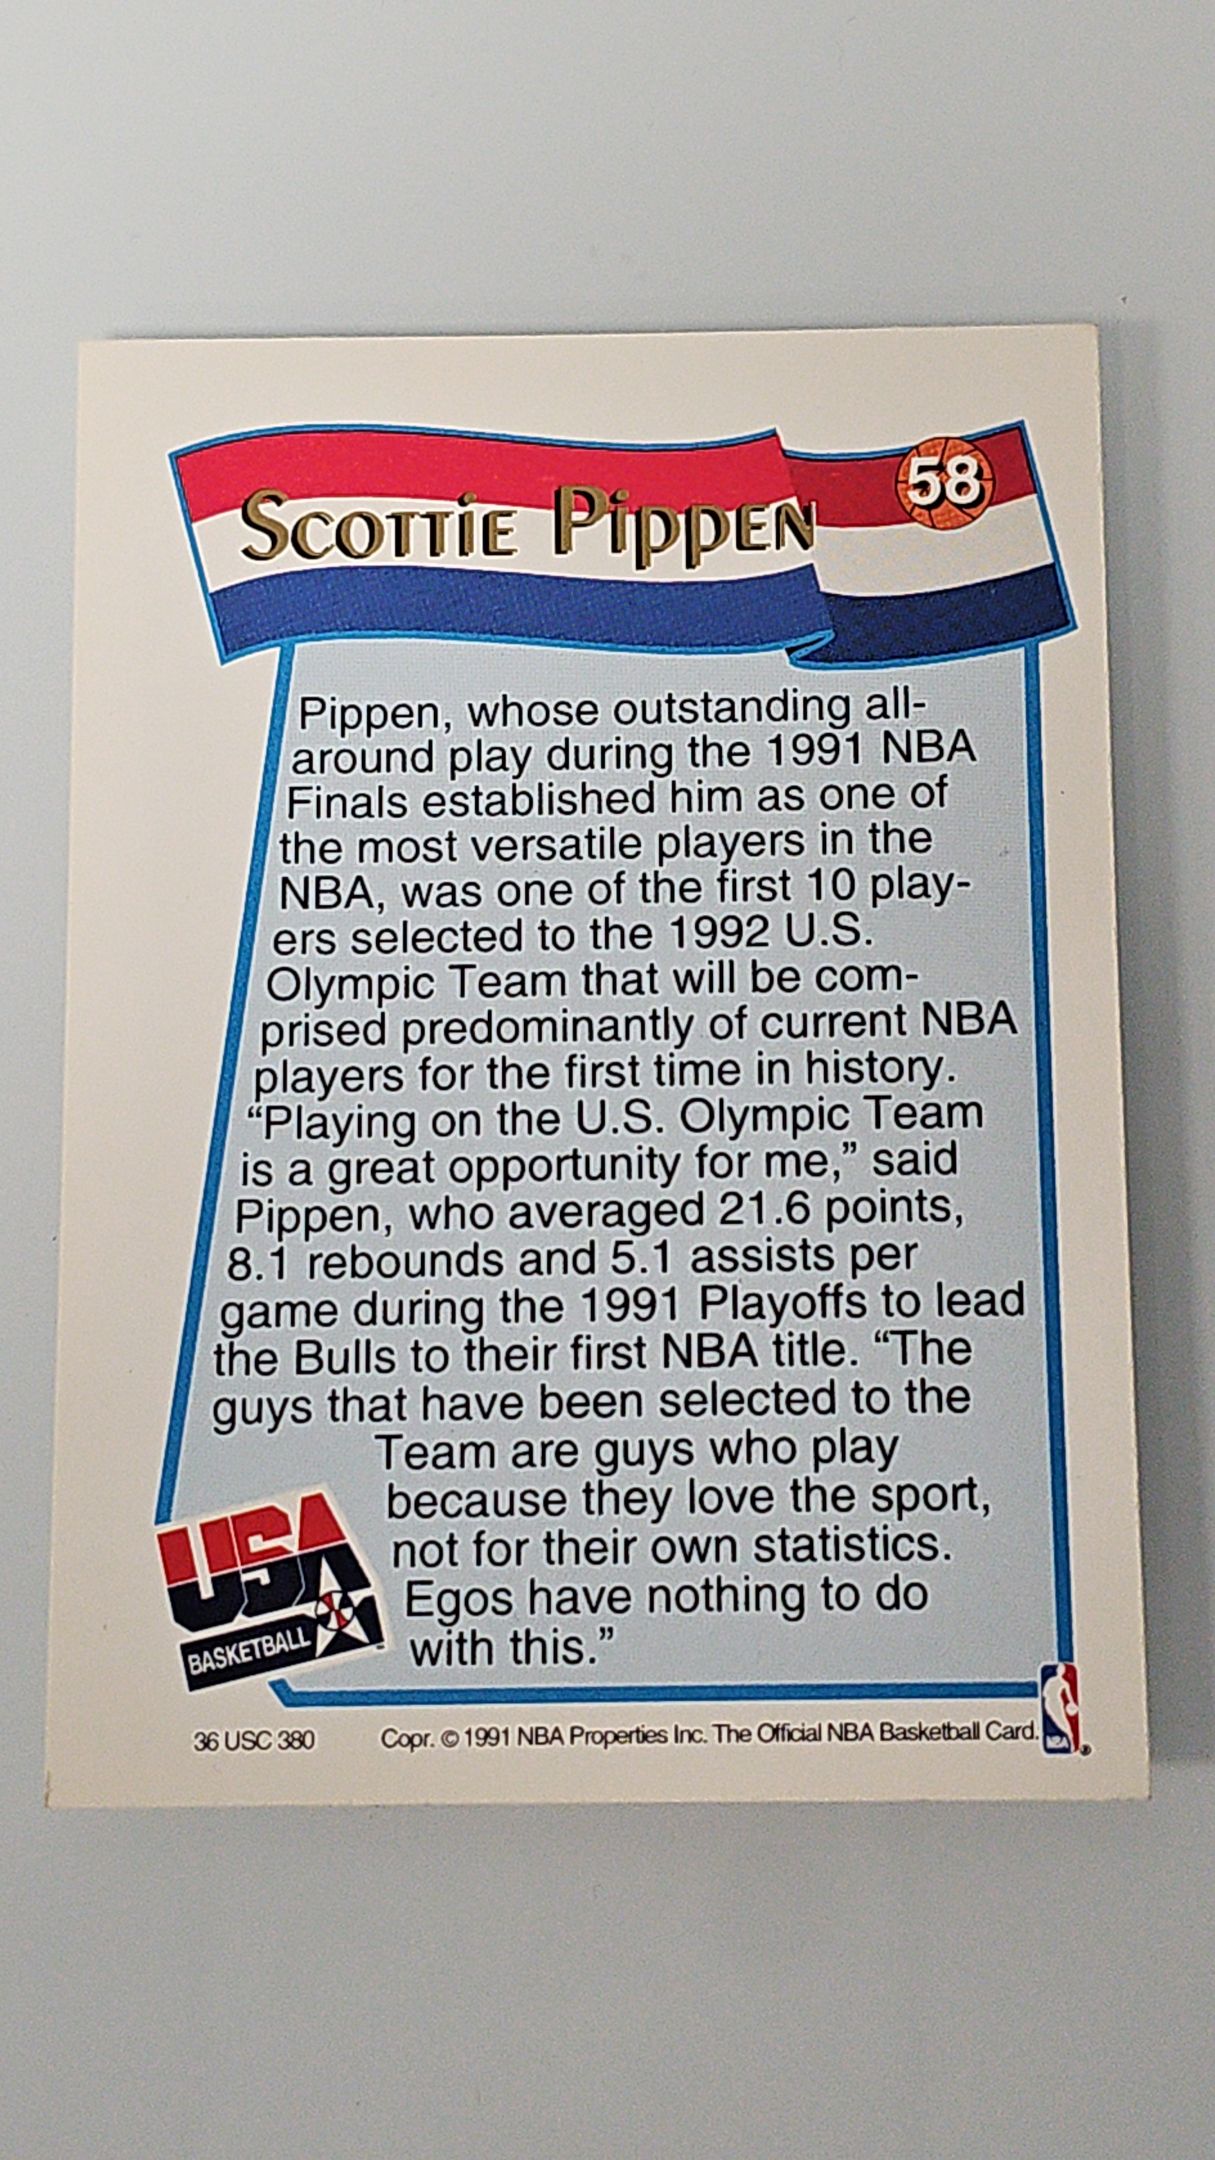 58
Scottie Pippen
Pippen, whose outstanding all-
around play during the 1991 NBA
Finals established him as one of
the most versatile players in the
NBA, was one of the first 10 play-
ers selected to the 1992 U.S.
Olympic Team that will be com-
prised predominantly of current NBA
players for the first time in history.
“Playing on the U.S. Olympic Team
is a great opportunity for me,” said
Pippen, who averaged 21.6 points,
8.1 rebounds and 5.1 assists per
game during the 1991 Playoffs to lead
the Bulls to their first NBA title. “The
guys that have been selected to the
Team are guys who play
because they love the sport,
not for their own statistics.
Egos have nothing to do
with this.”
USA
BASKETBALL
36 USC 380 Copr. © 1991 NBA Properties Inc. The Official NBA Basketball Card.
NBA ®